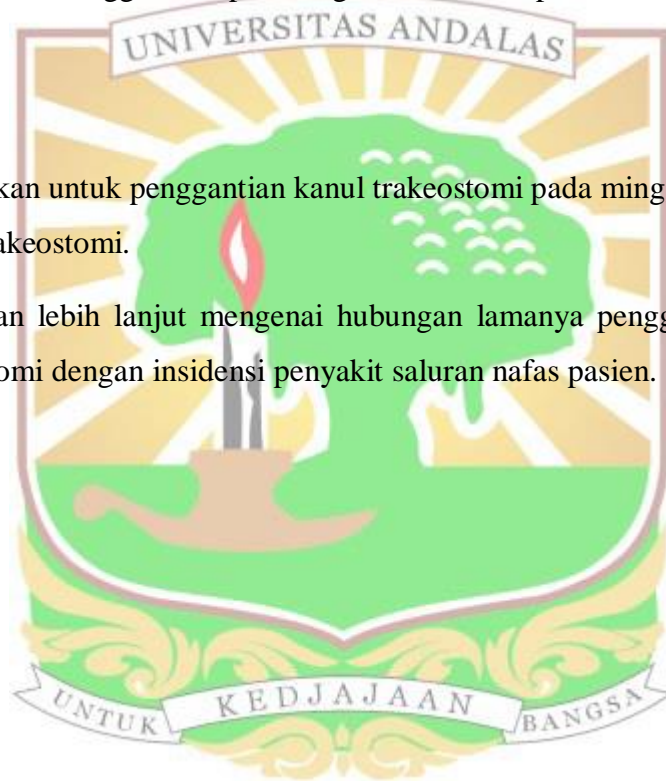 UNIVERSITAS ANDALAS
kan untuk penggantian kanul trakeostomi pada ming
akeostomi.
an lebih lanjut mengenai hubungan lamanya pengg
omi dengan insidensi penyakit saluran nafas pasien.
UNTUK KEDJAJAAN BANGSA